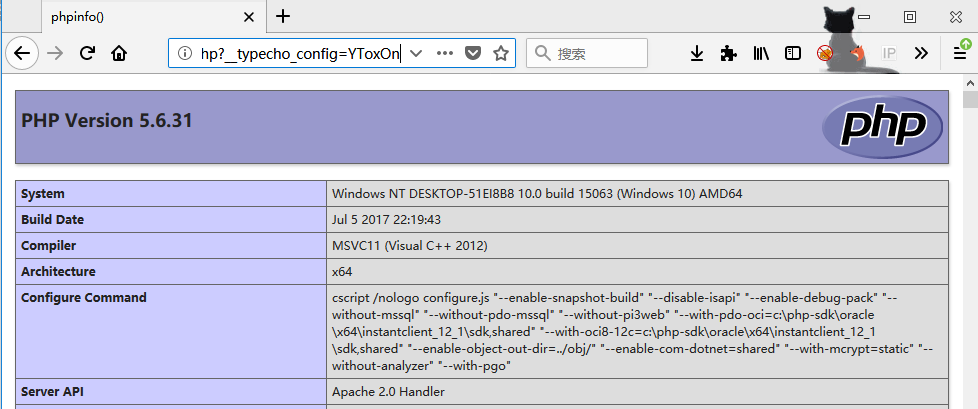 phpinfo()
hp?__typecho_config=YToxOn
搜索
IP
PHP Version 5.6.31
php
System Windows NT DESKTOP-51EI8B8 10.0 build 15063 (Windows 10) AMD64
Build Date Jul 5 2017 22:19:43
Compiler MSVC11 (Visual C++ 2012)
Architecture x64
Configure Command cscript /nologo configure.js "--enable-snapshot-build" "--disable-isapi" "--enable-debug-pack" "--
without-mssql" "--without-pdo-mssql" "--without-pi3web" "--with-pdo-oci=c:\php-sdk\oracle
\x64\instantclient_12_1\sdk,shared" "--with-oci8-12c=c:\php-sdk\oracle\x64\instantclient_12_1
\sdk,shared" "--enable-object-out-dir=../obj/" "--enable-com-dotnet=shared" "--with-mcrypt=static" "--
without-analyzer" "--with-pgo"
Server API Apache 2.0 Handler